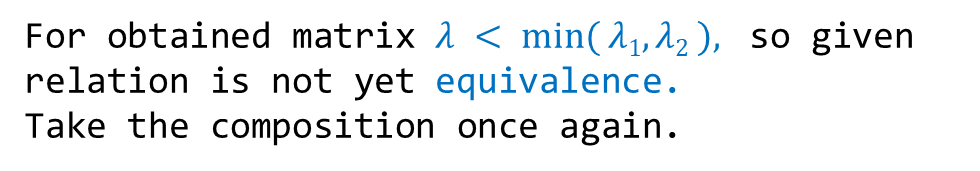 For obtained matrix λ < min(λ₁,λ₂), so given
relation is not yet equivalence.
Take the composition once again.